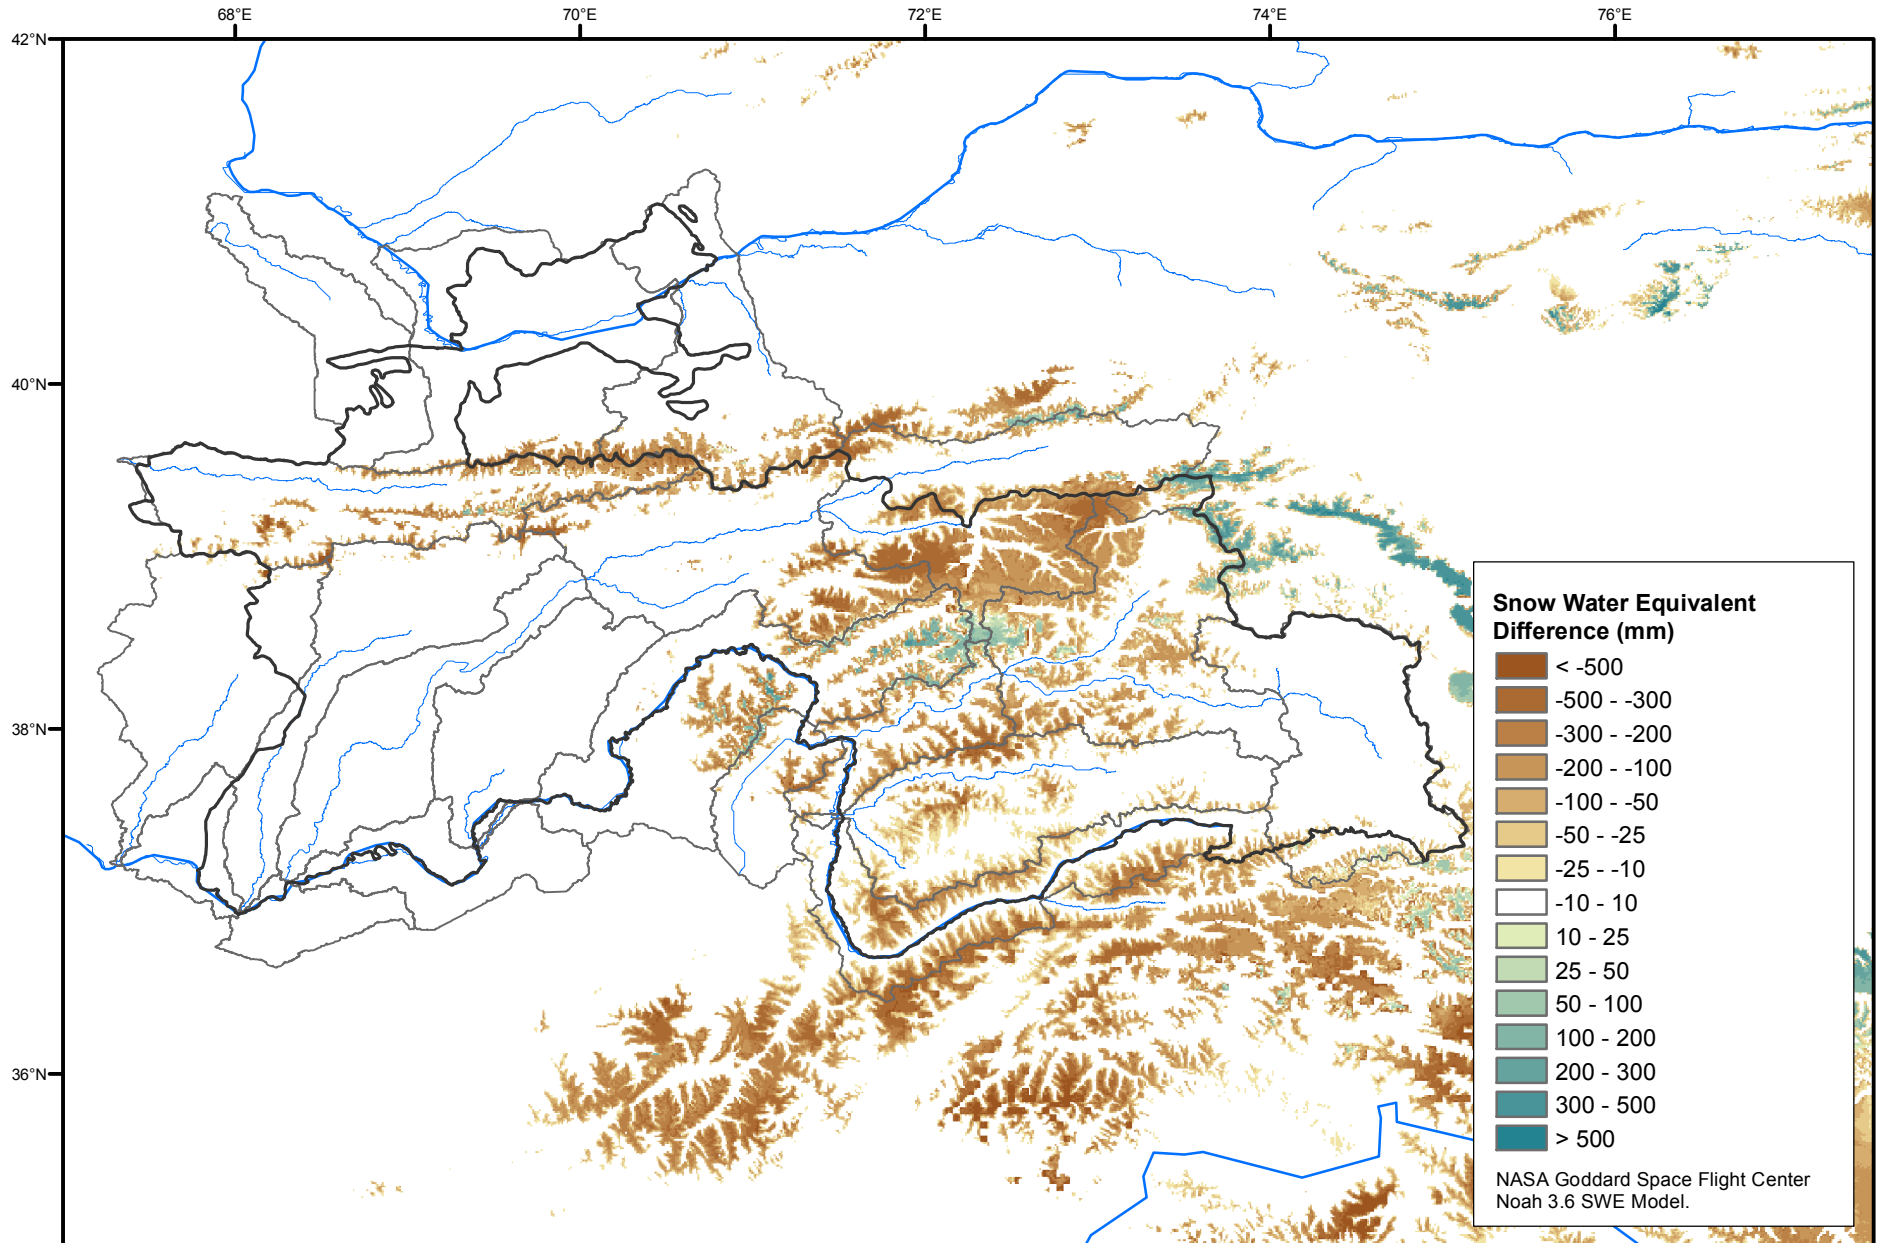 68°E
70°E
72°E
74°E
76°E
42°N
40°N
38°N
36°N
Snow Water Equivalent
Difference (mm)
< -500
-500 - -300
-300 - -200
-200 - -100
-100 - -50
-50 - -25
-25 - -10
-10 - 10
10 - 25
25 - 50
50 - 100
100 - 200
200 - 300
300 - 500
> 500
NASA Goddard Space Flight Center
Noah 3.6 SWE Model.